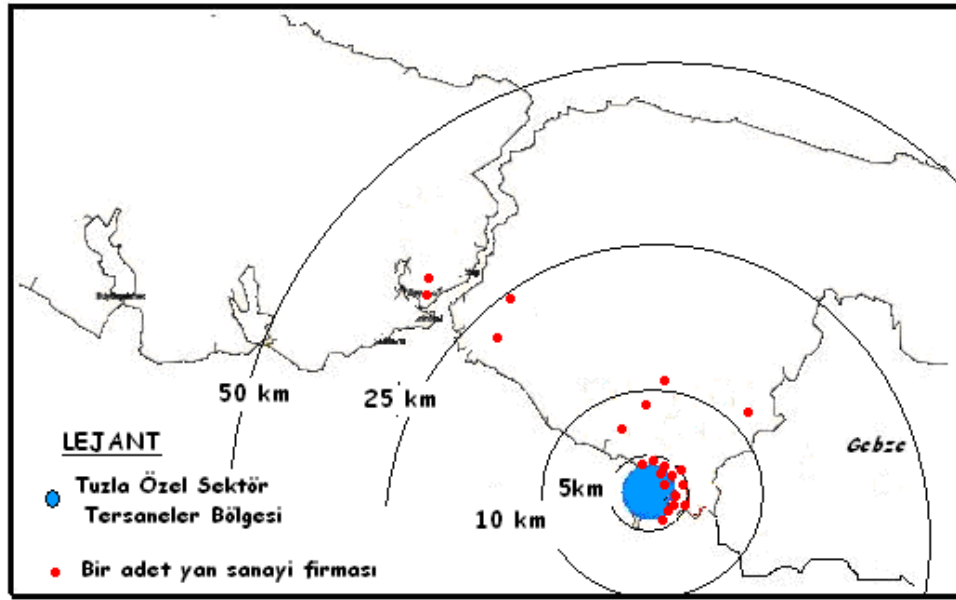 50 km
25 km
Gebze
LEJANT
5km
Tuzla Özel Sektör
10 km
Tersaneler Bölgesi
Bir adet yan sanayi firması